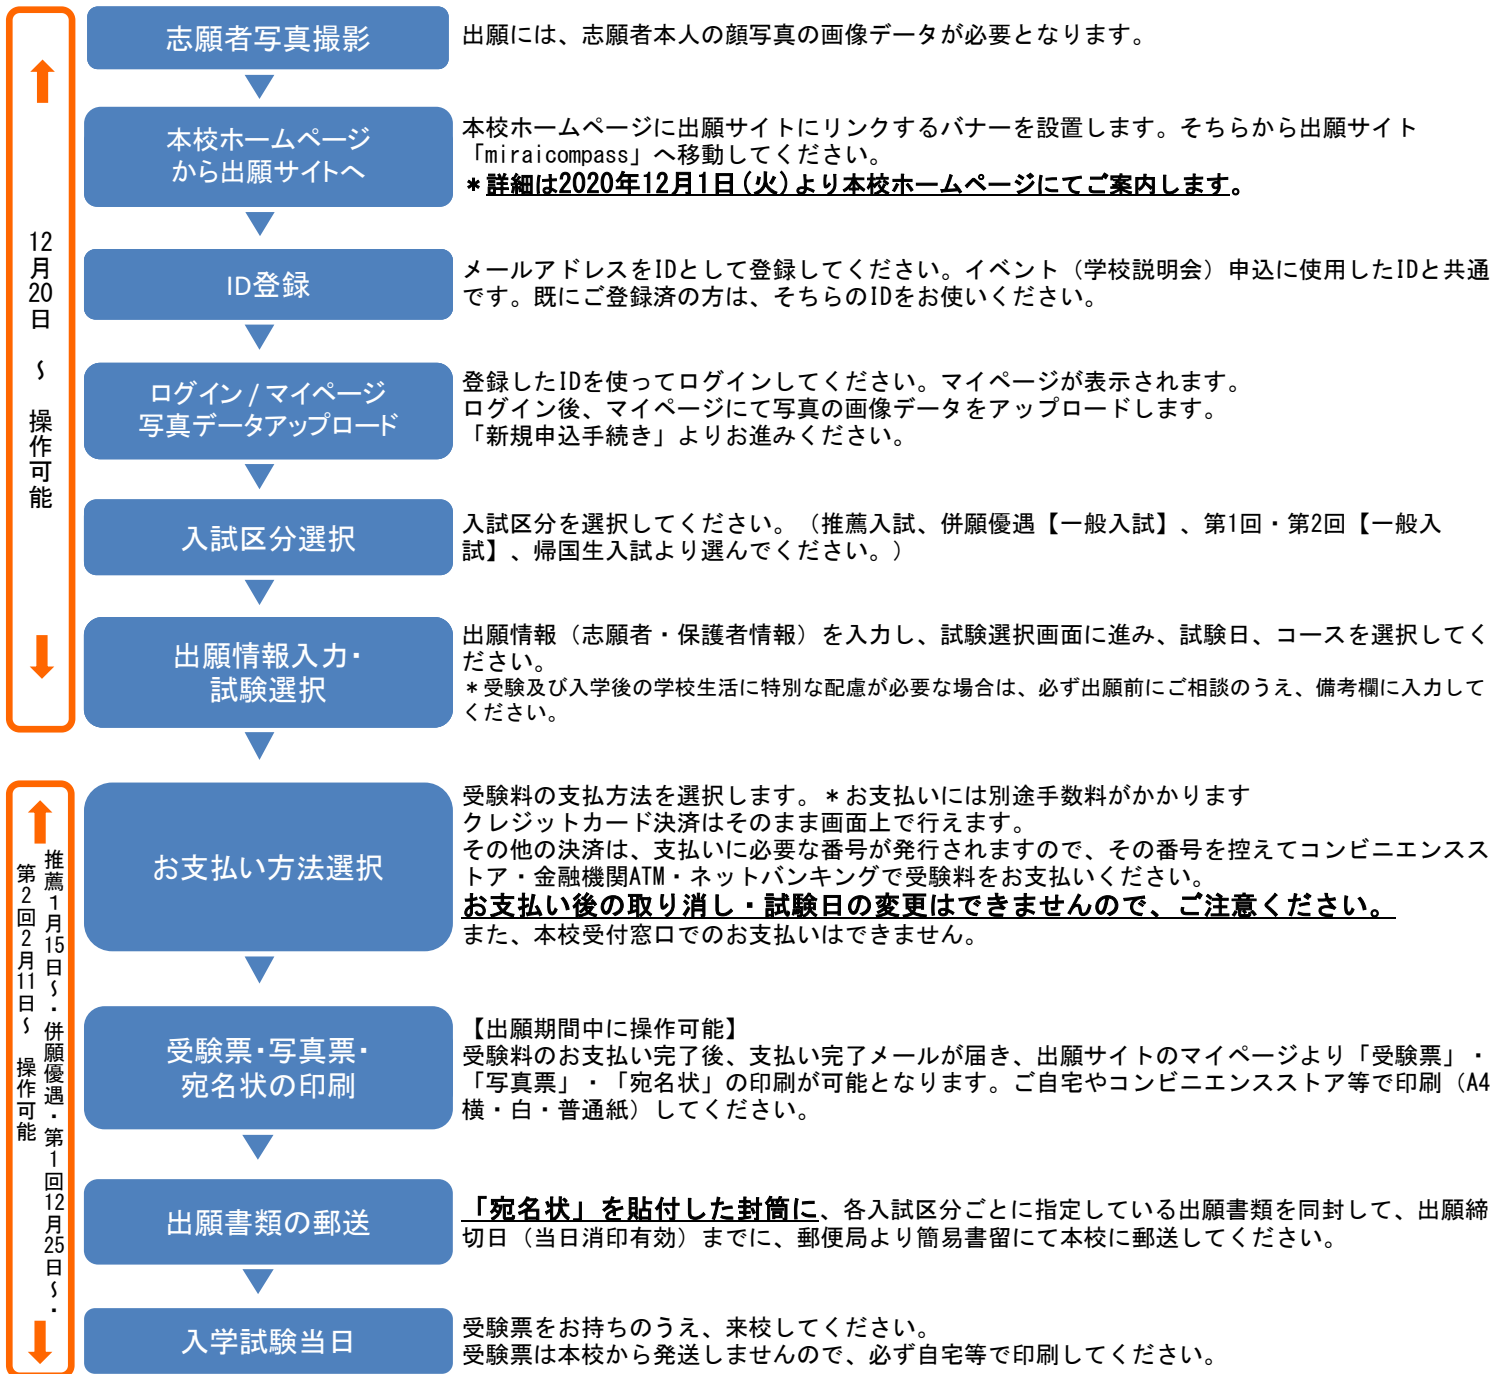 12月20日 ～ 操作可能
志願者写真撮影
出願には、志願者本人の顔写真の画像データが必要となります。
本校ホームページ
から出願サイトへ
本校ホームページに出願サイトにリンクするバナーを設置します。そちらから出願サイト
「miraicompass」へ移動してください。
＊詳細は2020年12月1日(火)より本校ホームページにてご案内します。
ID登録
メールアドレスをIDとして登録してください。イベント（学校説明会）申込に使用したIDと共通
です。既にご登録済の方は、そちらのIDをお使いください。
ログイン / マイページ
写真データアップロード
登録したIDを使ってログインしてください。マイページが表示されます。
ログイン後、マイページにて写真の画像データをアップロードします。
「新規申込手続き」よりお進みください。
入試区分選択
入試区分を選択してください。（推薦入試、併願優遇【一般入試】、第1回・第2回【一般入
試】、帰国生入試より選んでください。）
出願情報入力・
試験選択
出願情報（志願者・保護者情報）を入力し、試験選択画面に進み、試験日、コースを選択してく
ださい。
＊受験及び入学後の学校生活に特別な配慮が必要な場合は、必ず出願前にご相談のうえ、備考欄に入力して
ください。
推薦1月15日～・併願優遇・第1回12月25日～・
第2回2月11日～ 操作可能
お支払い方法選択
受験料の支払方法を選択します。＊お支払いには別途手数料がかかります
クレジットカード決済はそのまま画面上で行えます。
その他の決済は、支払いに必要な番号が発行されますので、その番号を控えてコンビニエンスス
トア・金融機関ATM・ネットバンキングで受験料をお支払いください。
お支払い後の取り消し・試験日の変更はできませんので、ご注意ください。
また、本校受付窓口でのお支払いはできません。
受験票・写真票・
宛名状の印刷
【出願期間中に操作可能】
受験料のお支払い完了後、支払い完了メールが届き、出願サイトのマイページより「受験票」・
「写真票」・「宛名状」の印刷が可能となります。ご自宅やコンビニエンスストア等で印刷（A4
横・白・普通紙）してください。
出願書類の郵送
「宛名状」を貼付した封筒に、各入試区分ごとに指定している出願書類を同封して、出願締
切日（当日消印有効）までに、郵便局より簡易書留にて本校に郵送してください。
入学試験当日
受験票をお持ちのうえ、来校してください。
受験票は本校から発送しませんので、必ず自宅等で印刷してください。